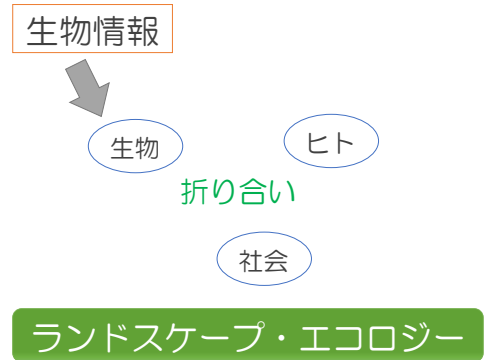 生物情報
生物
ヒト
折り合い
社会
ランドスケープ・エコロジー